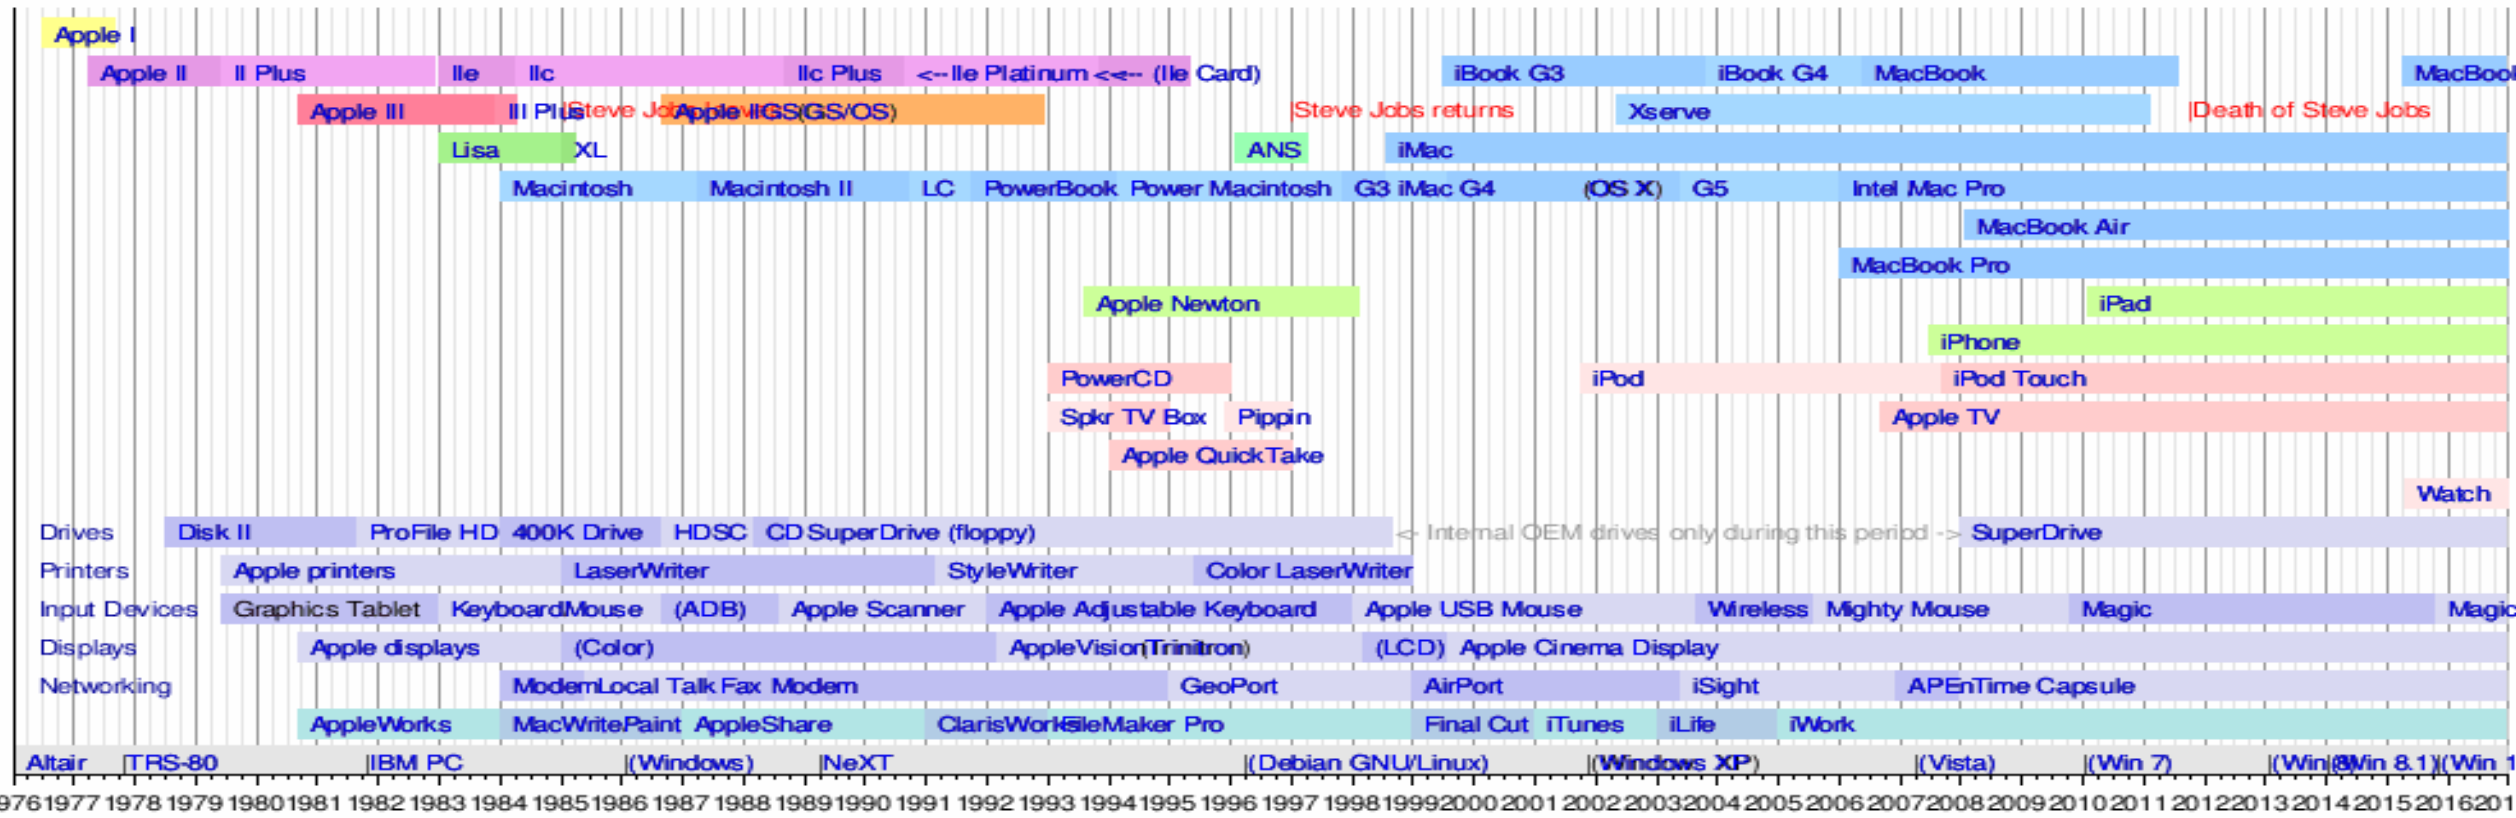 Apple I
Apple II II Plus IIe IIc IIc Plus <--IIe Platinum <<-- (IIe Card) iBook G3 iBook G4 MacBook MacBook
Apple III III Plus |Steve Jobs leaves Apple IIGS(GS/OS) |Steve Jobs returns Xserve |Death of Steve Jobs
Lisa XL ANS iMac
Macintosh Macintosh II LC PowerBook Power Macintosh G3 iMac G4 (OS X) G5 Intel Mac Pro
MacBook Air
MacBook Pro
Apple Newton iPad
iPhone
PowerCD iPod iPod Touch
Spkr TV Box Pippin Apple TV
Apple QuickTake
Watch
Drives Disk II ProFile HD 400K Drive HDSC CD SuperDrive (floppy) <- Internal OEM drives only during this period -> SuperDrive
Printers Apple printers LaserWriter StyleWriter Color LaserWriter
Input Devices Graphics Tablet Keyboard Mouse (ADB) Apple Scanner Apple Adjustable Keyboard Apple USB Mouse Wireless Mighty Mouse Magic Magic
Displays Apple displays (Color) AppleVision (Trinitron) (LCD) Apple Cinema Display
Networking Modem Local Talk Fax Modem GeoPort AirPort iSight APEn Time Capsule
AppleWorks MacWrite Paint AppleShare ClarisWorks FileMaker Pro Final Cut iTunes iLife iWork
Altair |TRS-80 |IBM PC |(Windows) |NeXT |(Debian GNU/Linux) |(Windows XP) |(Vista) |(Win 7) |(Win 8) |(Win 8.1) |(Win 1
976 1977 1978 1979 1980 1981 1982 1983 1984 1985 1986 1987 1988 1989 1990 1991 1992 1993 1994 1995 1996 1997 1998 1999 2000 2001 2002 2003 2004 2005 2006 2007 2008 2009 2010 2011 2012 2013 2014 2015 2016 201